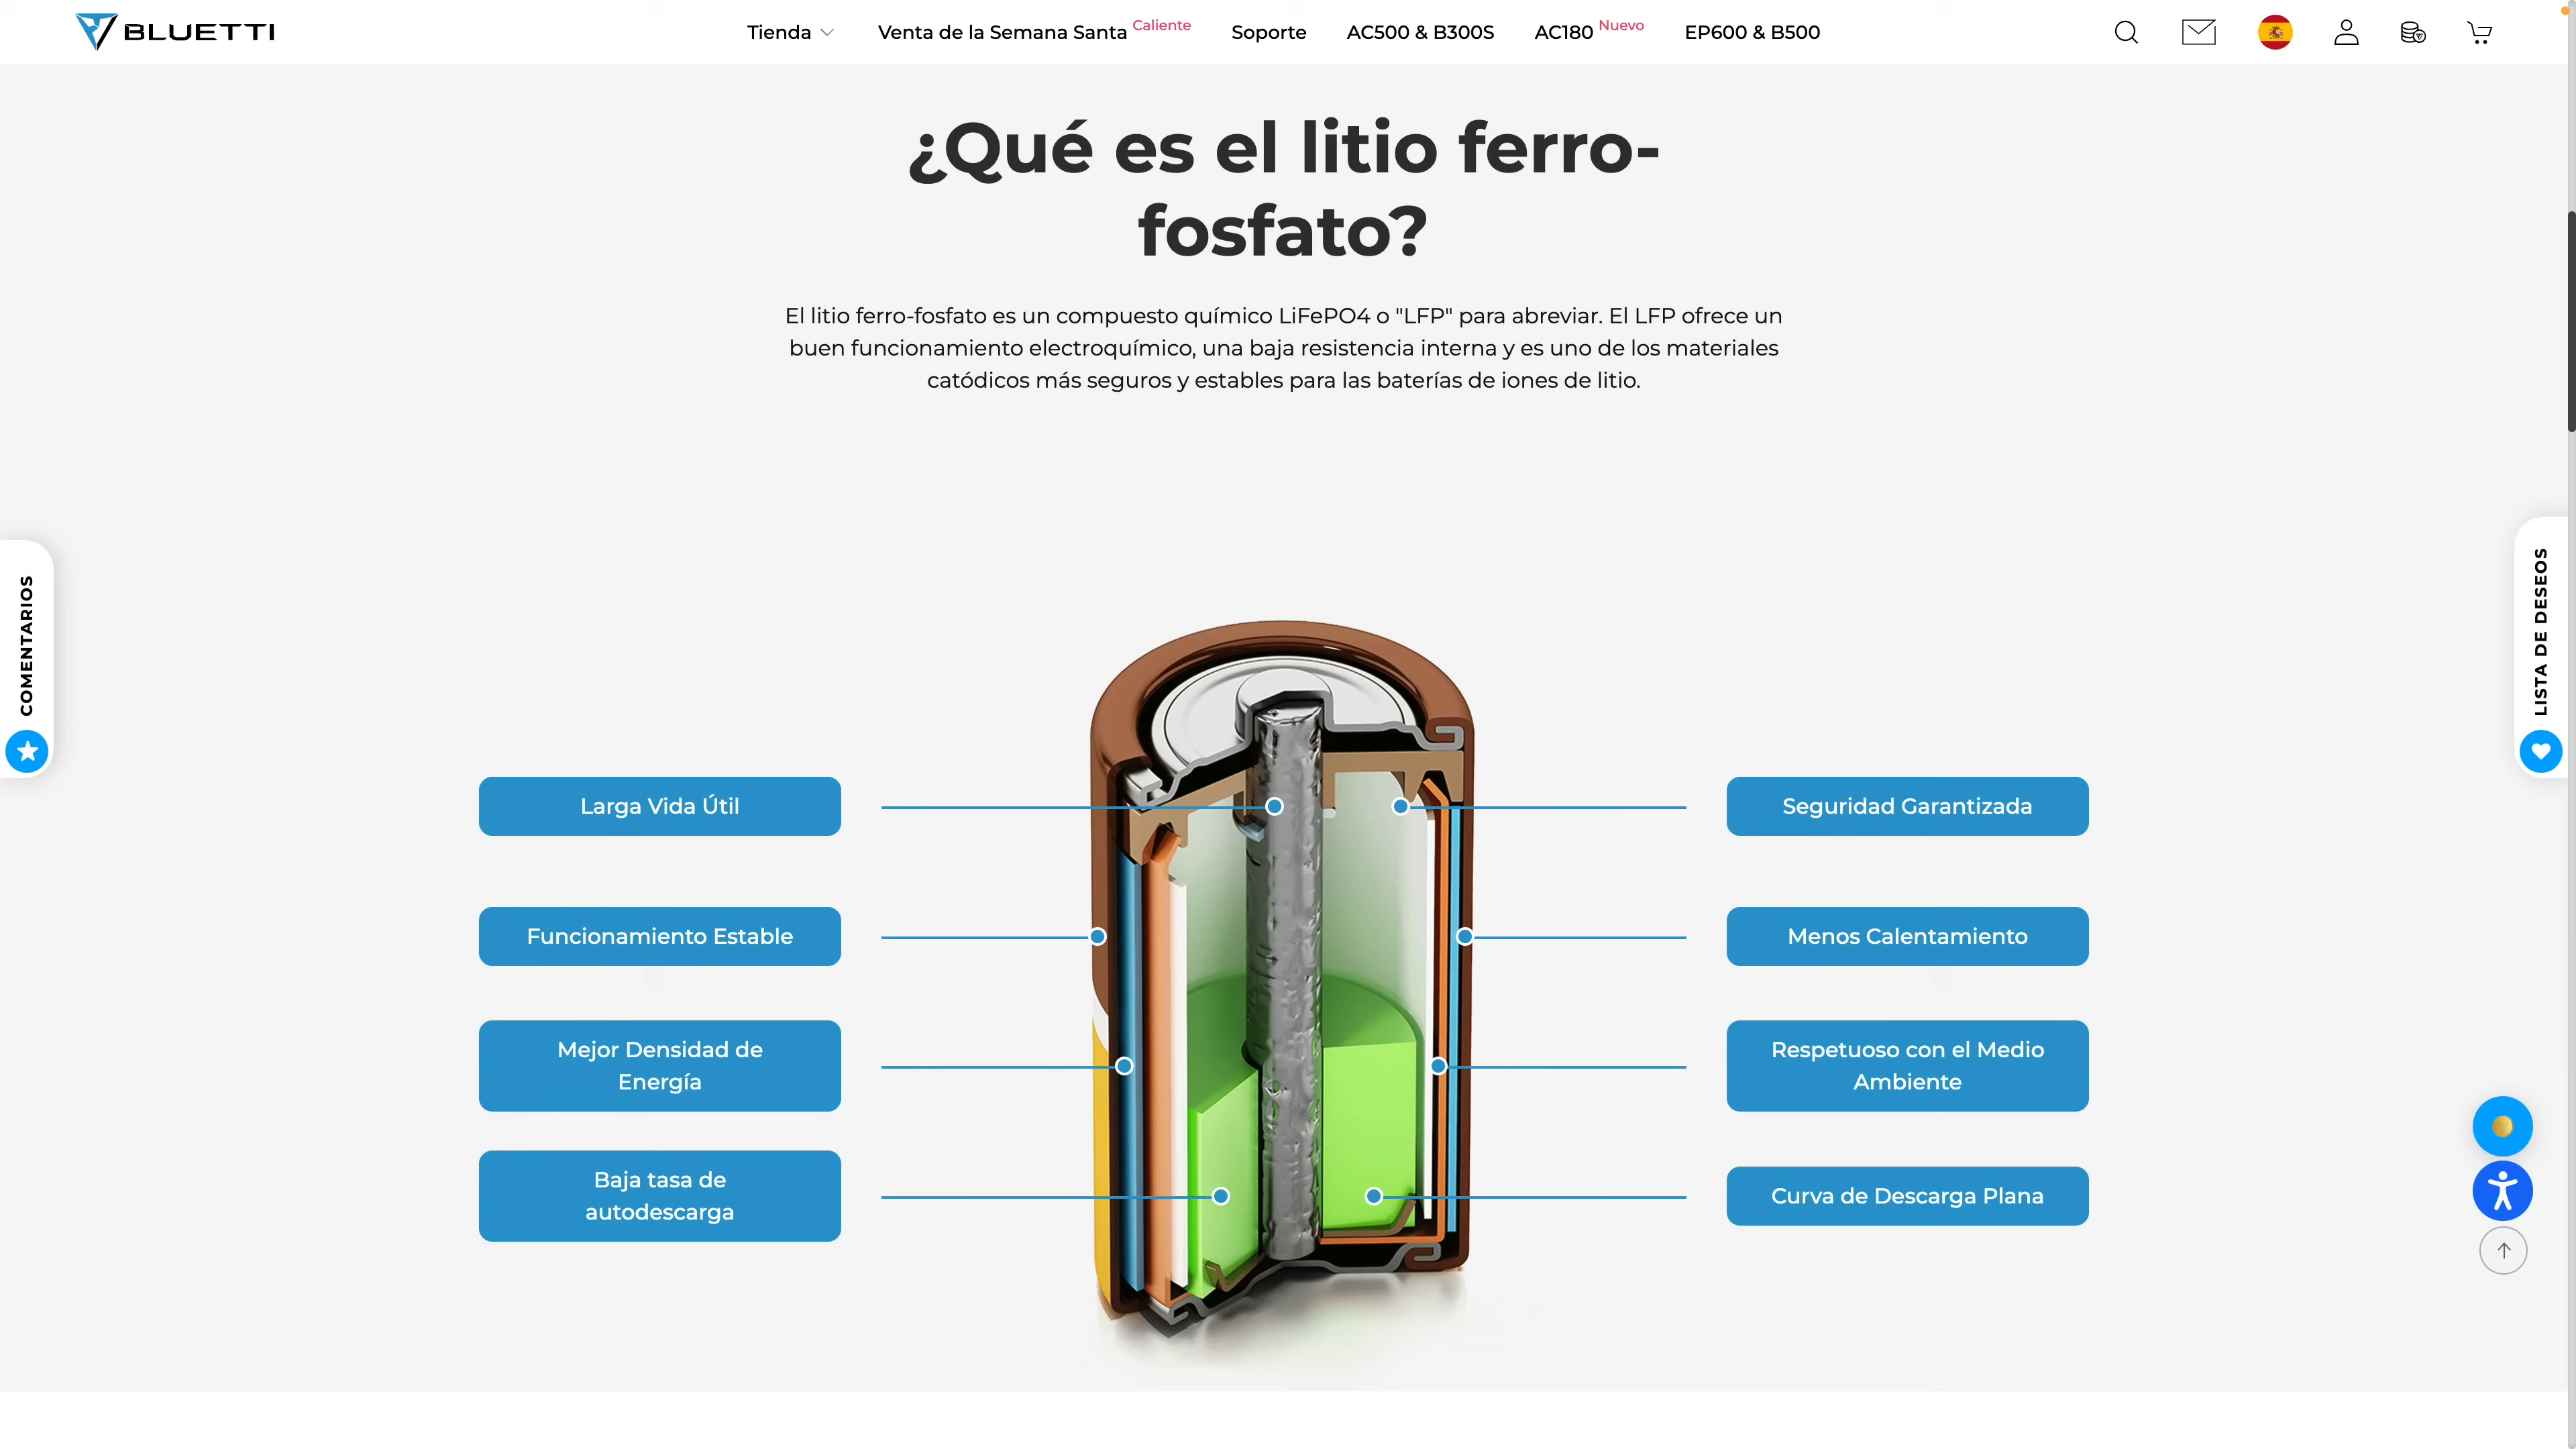 BLUETTI
Tienda
Venta de la Semana Santa Caliente
Soporte
AC500 & B300S
AC180 Nuevo
EP600 & B500
¿Qué es el litio ferro-
fosfato?
El litio ferro-fosfato es un compuesto químico LiFePO4 o "LFP" para abreviar. El LFP ofrece un
buen funcionamiento electroquímico, una baja resistencia interna y es uno de los materiales
catódicos más seguros y estables para las baterías de iones de litio.
COMENTARIOS
LISTA DE DESEOS
Larga Vida Útil
Seguridad Garantizada
Funcionamiento Estable
Menos Calentamiento
Mejor Densidad de
Energía
Respetuoso con el Medio
Ambiente
Baja tasa de
autodescarga
Curva de Descarga Plana